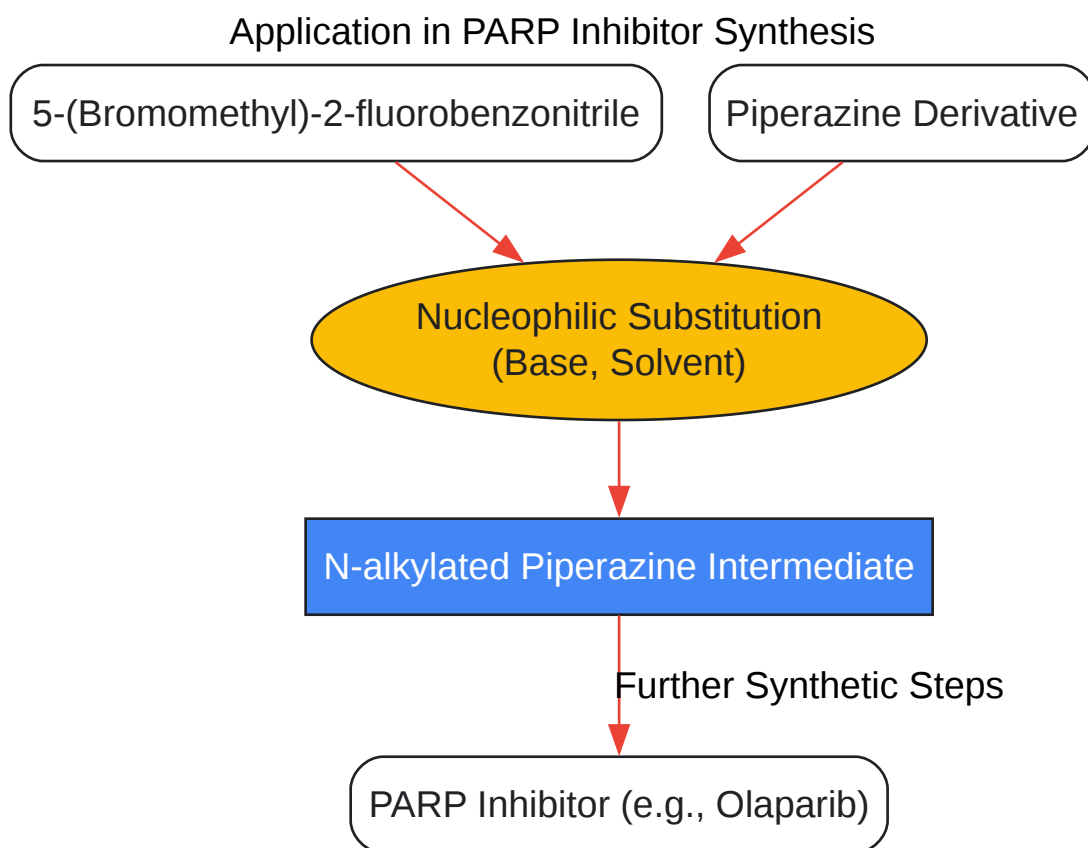 Application in PARP Inhibitor Synthesis
5-(Bromomethyl)-2-fluorobenzonitrile
Piperazine Derivative
Nucleophilic Substitution
(Base, Solvent)
N-alkylated Piperazine Intermediate
Further Synthetic Steps
PARP Inhibitor (e.g., Olaparib)